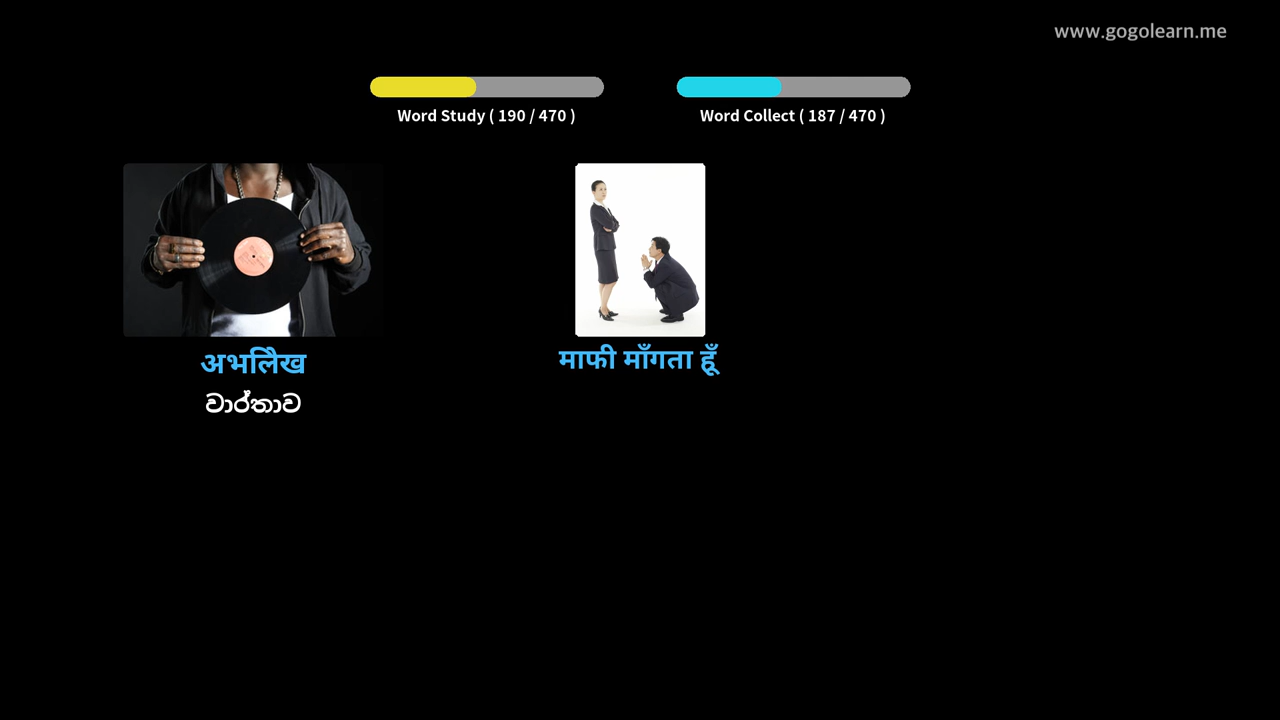 www.gogolearn.me
Word Study ( 190 / 470 )
Word Collect ( 187 / 470 )
अभिलेख
වාර්තාව
माफी माँगता हूँ